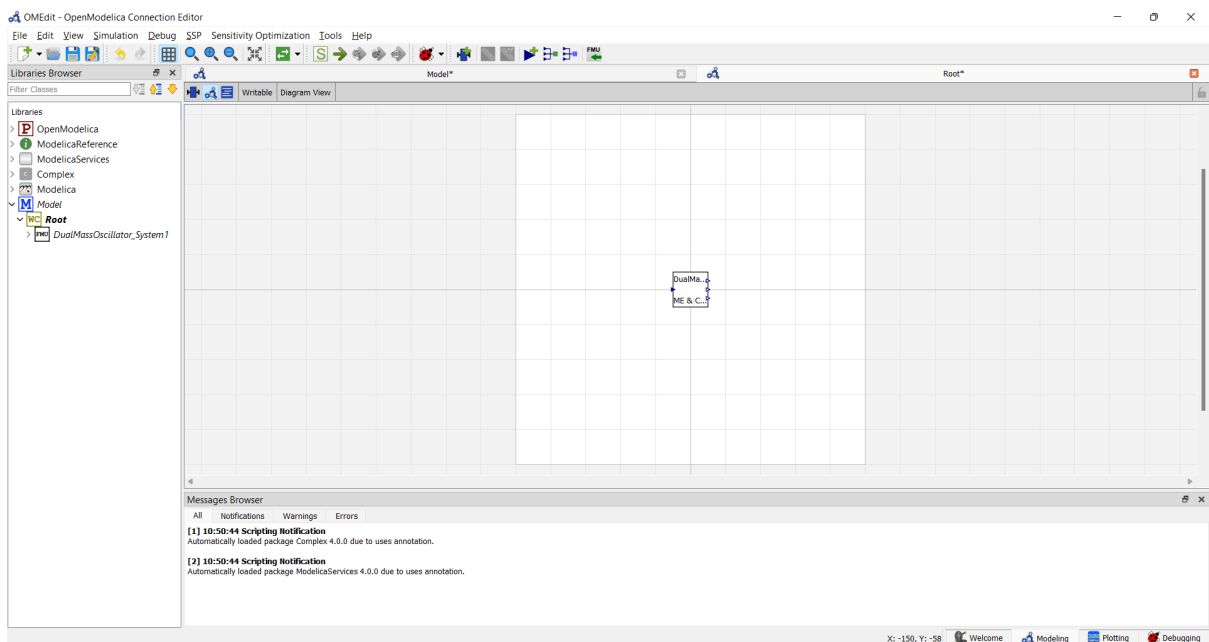 OMEdit - OpenModelica Connection Editor
File Edit View Simulation Debug SSP Sensitivity Optimization Tools Help
S FMU
Libraries Browser
Model* Root*
Filter Classes
Writable Diagram View
Libraries
P OpenModelica
i ModelicaReference
ModelicaServices
C Complex
Modelica
M Model
WC Root
FMU DualMassOscillator_System1
DualMa...
ME & C...
Messages Browser
All Notifications Warnings Errors
[1] 10:50:44 Scripting Notification
Automatically loaded package Complex 4.0.0 due to uses annotation.
[2] 10:50:44 Scripting Notification
Automatically loaded package ModelicaServices 4.0.0 due to uses annotation.
X: -150, Y: -58 Welcome Modeling Plotting Debugging